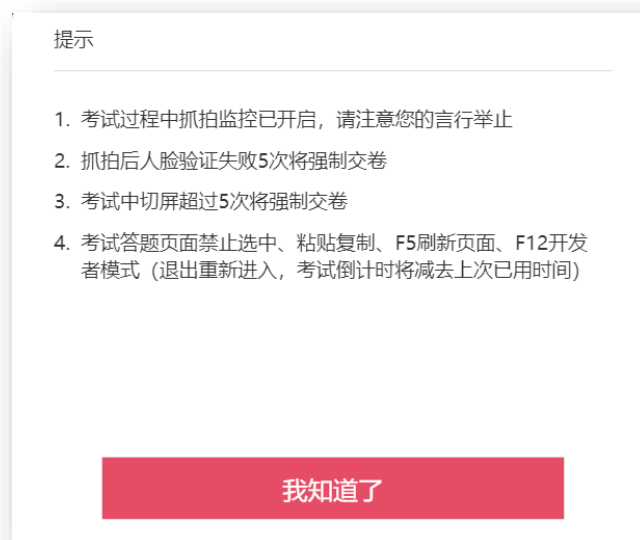 提示
1. 考试过程中抓拍监控已开启，请注意您的言行举止
2. 抓拍后人脸验证失败5次将强制交卷
3. 考试中切屏超过5次将强制交卷
4. 考试答题页面禁止选中、粘贴复制、F5刷新页面、F12开发
者模式（退出重新进入，考试倒计时将减去上次已用时间）
我知道了